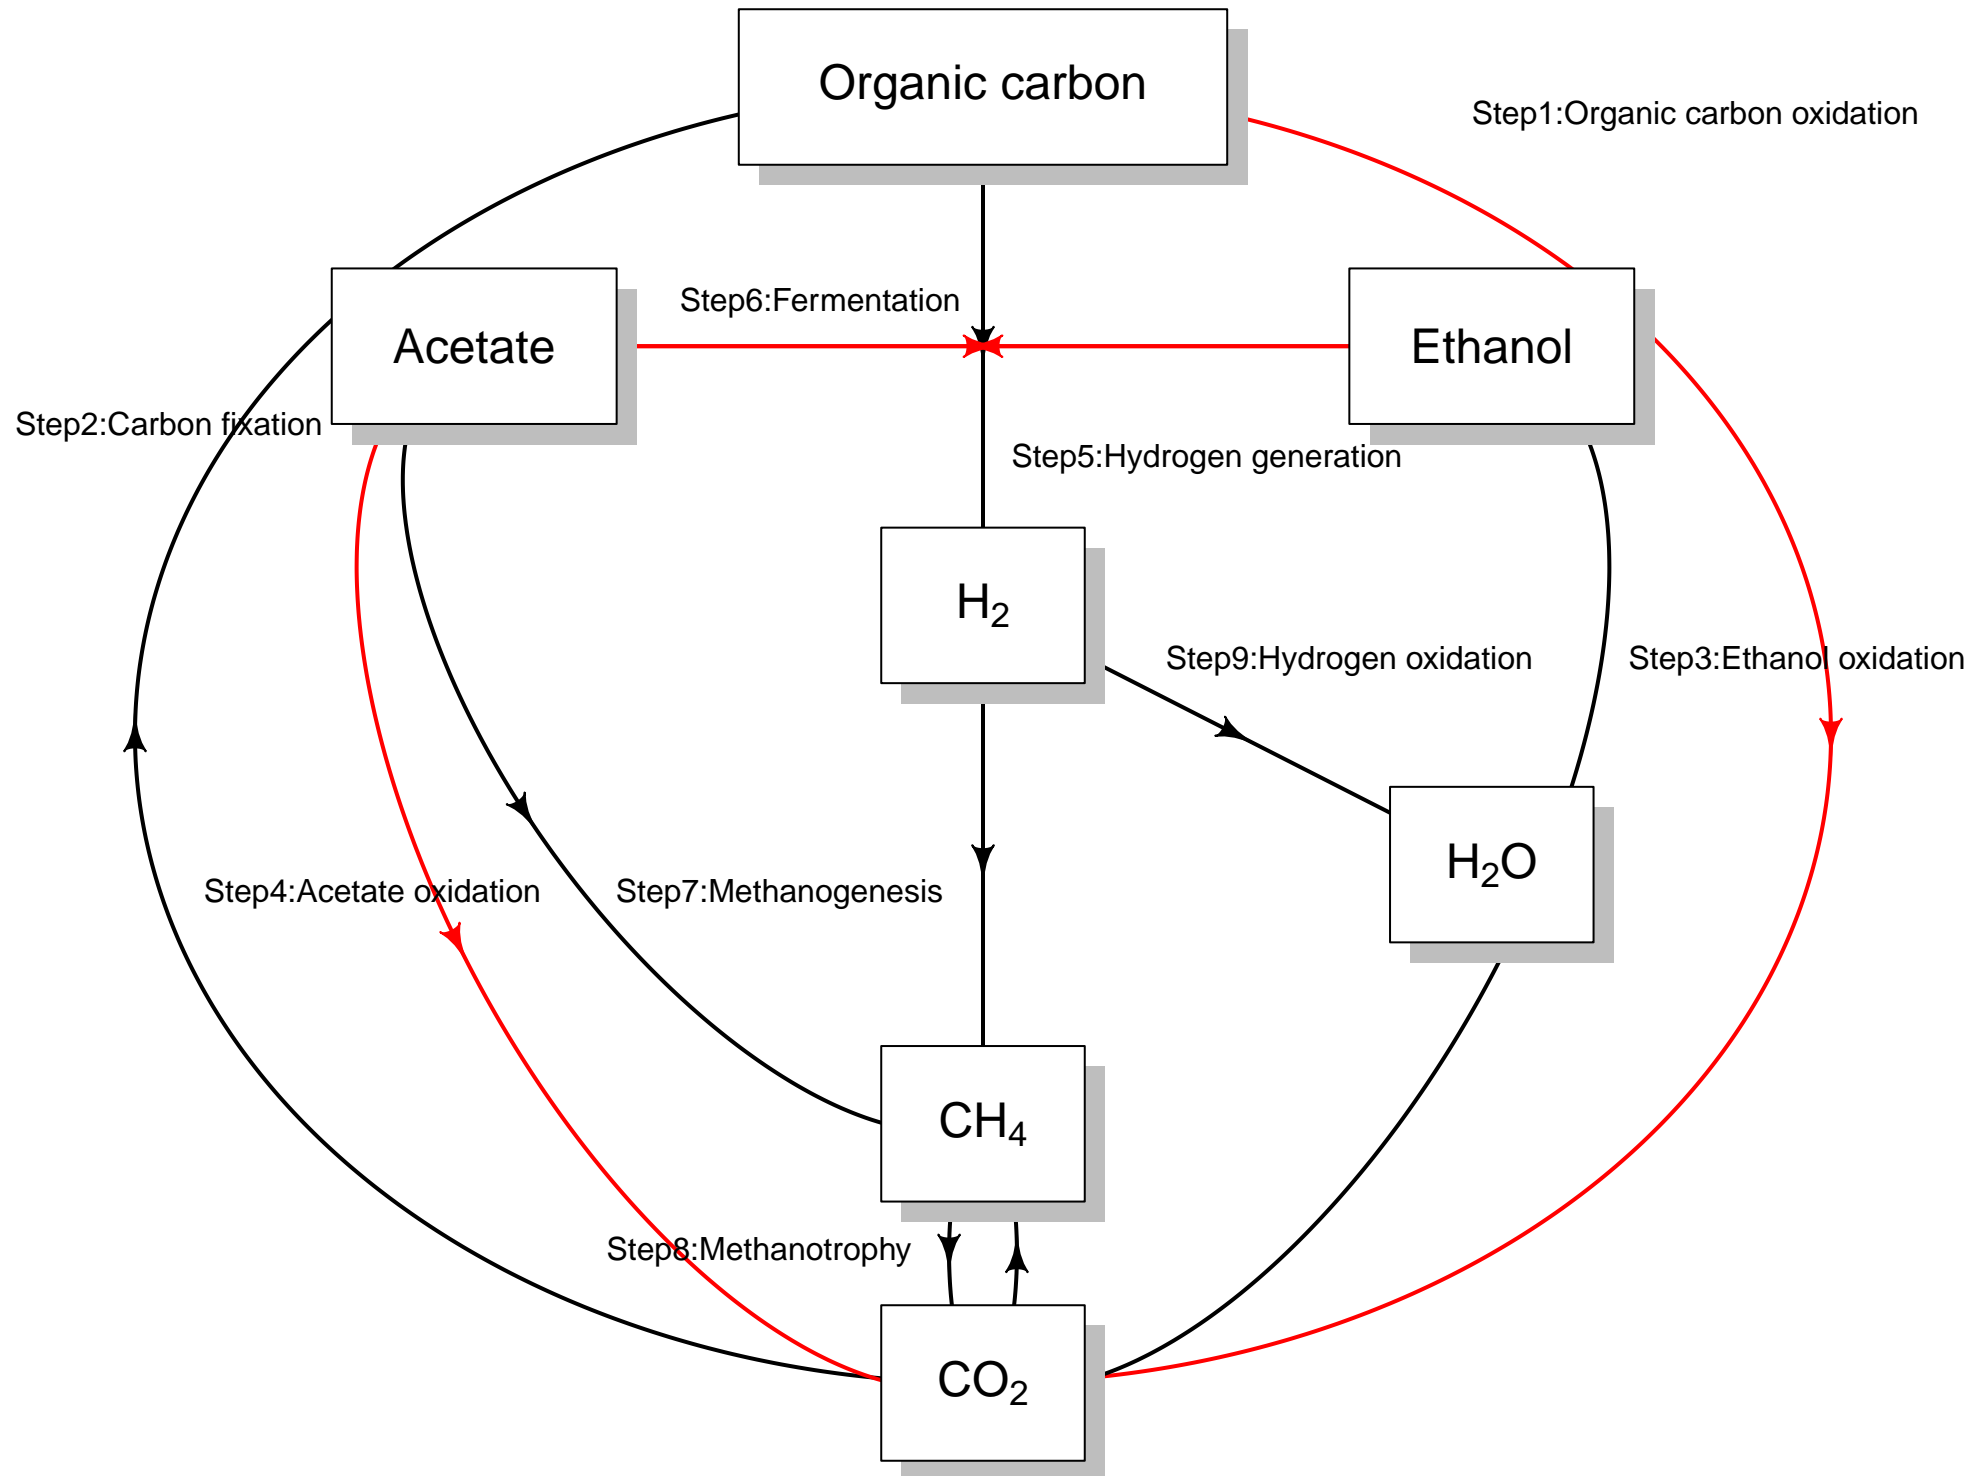 Organic carbon
Step1:Organic carbon oxidation
Step6:Fermentation
Acetate
Ethanol
Step2:Carbon fixation
Step5:Hydrogen generation
H₂
Step9:Hydrogen oxidation
Step3:Ethanol oxidation
H₂O
Step4:Acetate oxidation
Step7:Methanogenesis
CH₄
Step8:Methanotrophy
CO₂